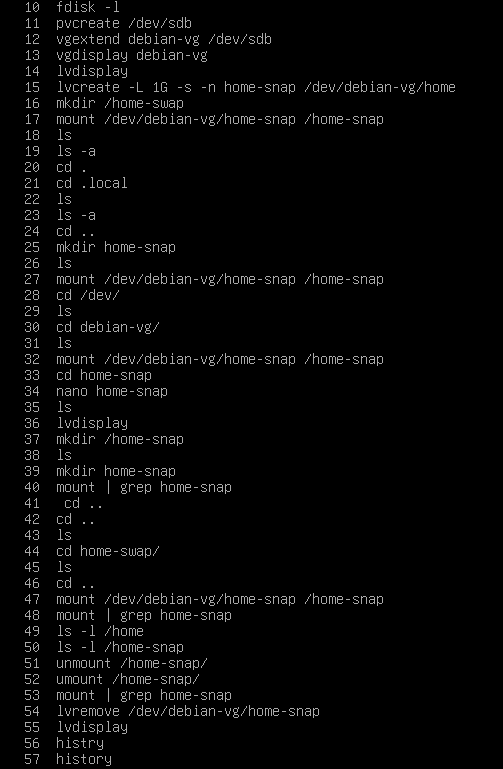 10 fdisk -l
11 pvcreate /dev/sdb
12 vgextend debian-vg /dev/sdb
13 vgdisplay debian-vg
14 lvdisplay
15 lvcreate -L 1G -s -n home-snap /dev/debian-vg/home
16 mkdir /home-swap
17 mount /dev/debian-vg/home-snap /home-snap
18 ls
19 ls -a
20 cd .
21 cd .local
22 ls
23 ls -a
24 cd ..
25 mkdir home-snap
26 ls
27 mount /dev/debian-vg/home-snap /home-snap
28 cd /dev/
29 ls
30 cd debian-vg/
31 ls
32 mount /dev/debian-vg/home-snap /home-snap
33 cd home-snap
34 nano home-snap
35 ls
36 lvdisplay
37 mkdir /home-snap
38 ls
39 mkdir home-snap
40 mount | grep home-snap
41  cd ..
42 cd ..
43 ls
44 cd home-swap/
45 ls
46 cd ..
47 mount /dev/debian-vg/home-snap /home-snap
48 mount | grep home-snap
49 ls -l /home
50 ls -l /home-snap
51 unmount /home-snap/
52 umount /home-snap/
53 mount | grep home-snap
54 lvremove /dev/debian-vg/home-snap
55 lvdisplay
56 histry
57 history